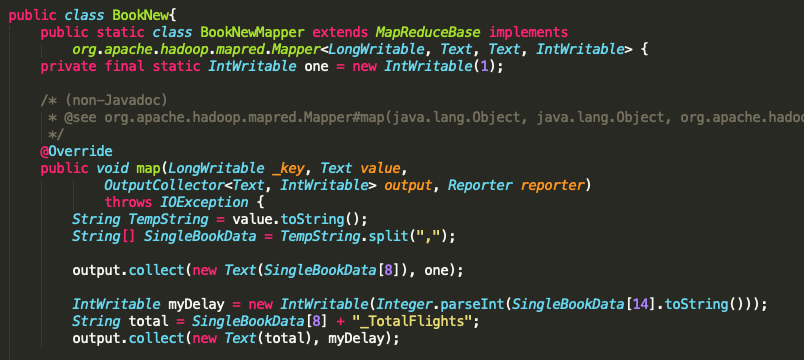 public class BookNew{
public static class BookNewMapper extends MapReduceBase implements
org.apache.hadoop.mapred.Mapper<LongWritable, Text, Text, IntWritable> {
private final static IntWritable one = new IntWritable(1);
/* (non-Javadoc)
* @see org.apache.hadoop.mapred.Mapper#map(java.lang.Object, java.lang.Object, org.apache.hado
*/
@Override
public void map(LongWritable _key, Text value,
OutputCollector<Text, IntWritable> output, Reporter reporter)
throws IOException {
String TempString = value.toString();
String[] SingleBookData = TempString.split(",");
output.collect(new Text(SingleBookData[8]), one);
IntWritable myDelay = new IntWritable(Integer.parseInt(SingleBookData[14].toString()));
String total = SingleBookData[8] + "_TotalFlights";
output.collect(new Text(total), myDelay);